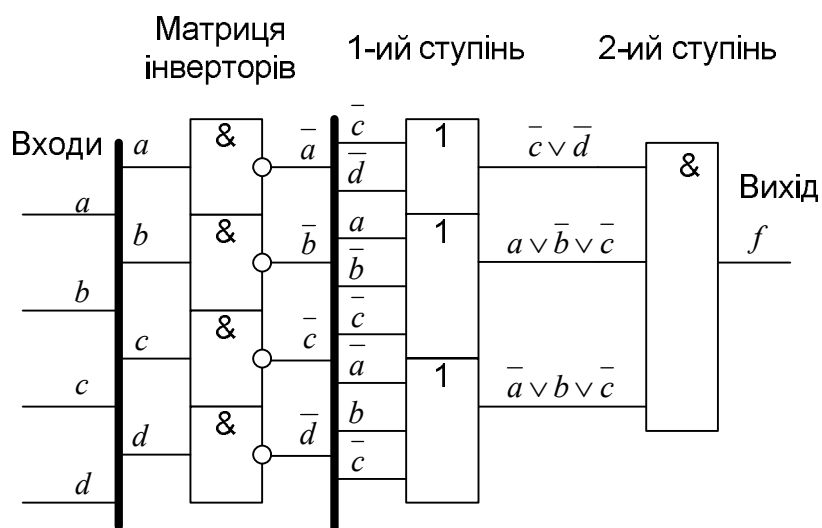 Матриця
інверторів
1-ий ступінь
2-ий ступінь
Входи
a
b
c
d
a
b
c
d
&
&
&
&
a̅
b̅
c̅
d̅
c̅
d̅
a
b̅
c̅
a̅
b
c̅
1
1
1
c̅ ∨ d̅
a ∨ b̅ ∨ c̅
a̅ ∨ b ∨ c̅
&
Вихід
f